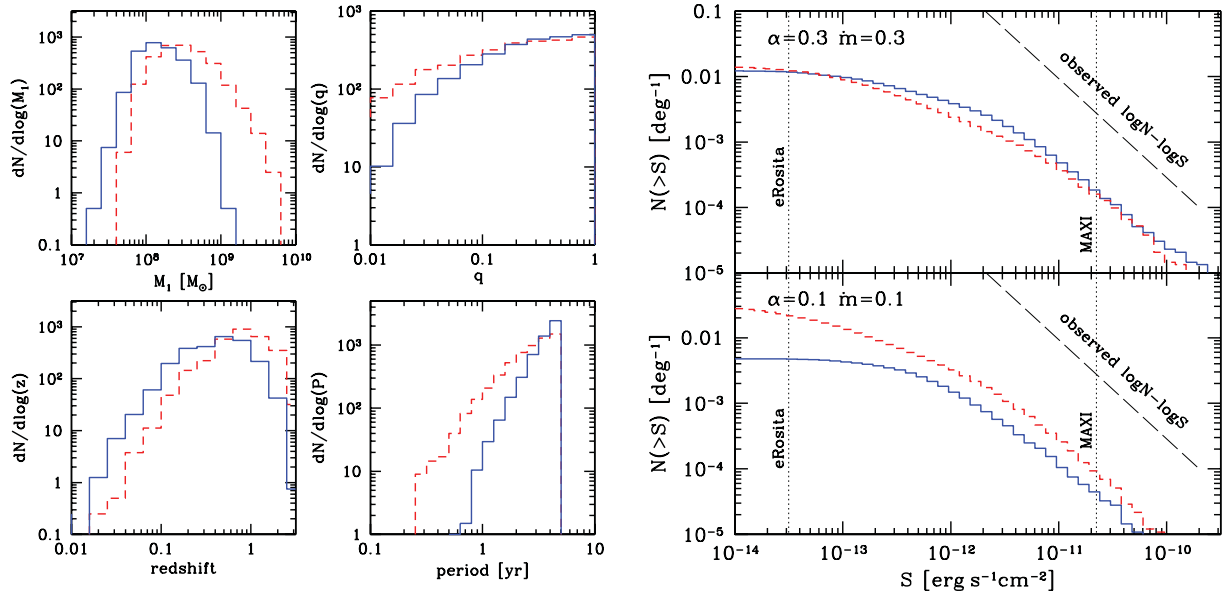 10³
100
10
1
0.1
dN/dlog(M₁)
10⁷
10⁸
10⁹
10¹⁰
M₁ [M⊙]
10³
10²
10
1
dN/dlog(q)
0.01
0.1
1
q
10³
100
10
1
0.1
dN/dlog(z)
0.01
0.1
1
redshift
10³
10²
10
1
dN/dlog(P)
0.1
1
10
period [yr]
0.1
0.01
10⁻³
10⁻⁴
10⁻⁵
N(>S) [deg⁻¹]
α=0.3 ṁ=0.3
observed logN-logS
eRosita
MAXI
0.01
10⁻³
10⁻⁴
10⁻⁵
N(>S) [deg⁻¹]
α=0.1 ṁ=0.1
observed logN-logS
eRosita
MAXI
10⁻¹⁴
10⁻¹³
10⁻¹²
10⁻¹¹
10⁻¹⁰
S [erg s⁻¹cm⁻²]